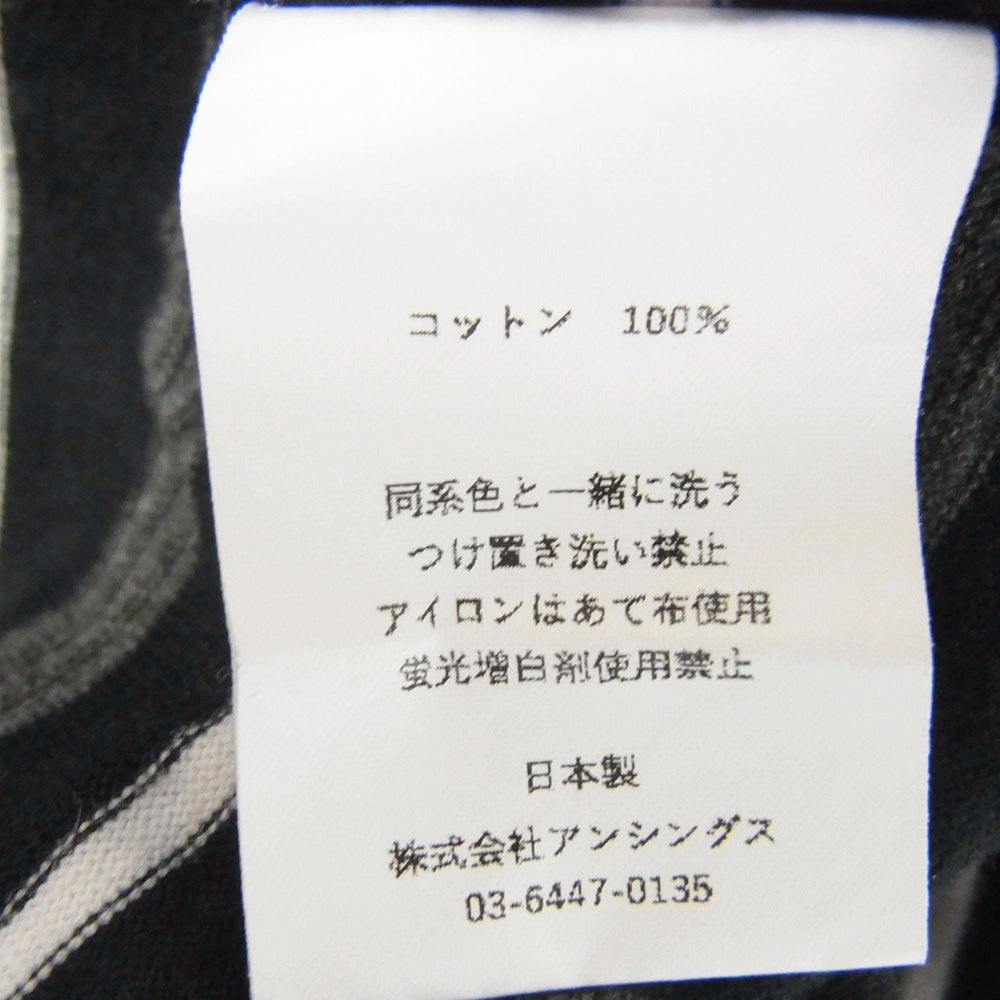 コットン　100%
同系色と一緒に洗う
つけ置き洗い禁止
アイロンはあて布使用
蛍光増白剤使用禁止
日本製
株式会社アンシングス
03-6447-0135